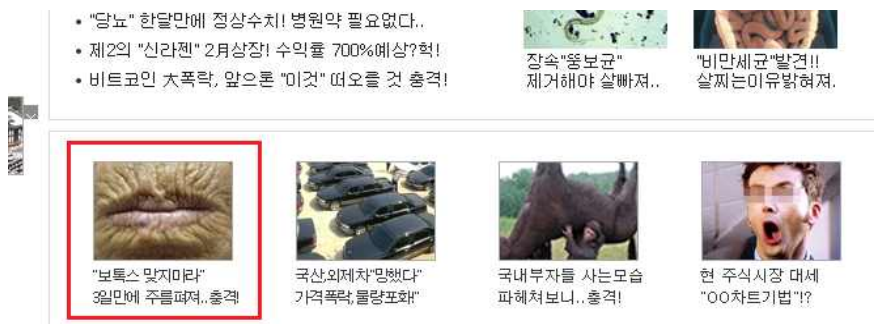 • "당뇨" 한달만에 정상수치! 병원약 필요없다..
• 제2의 "신라젠" 2月상장! 수익률 700%예상?헉!
• 비트코인 大폭락, 앞으론 "이것" 떠오를 것 충격!
장속"뚱보균"
제거해야 살빠져..
"비만세균"발견!!
살찌는이유밝혀져.
"보톡스 맞지마라"
3일만에 주름펴져..충격!
국산,외제차"망했다"
가격폭락,물량포화!"
국내부자들 사는모습
파헤쳐보니..충격!
현 주식시장 대세
"OO차트기법"!?